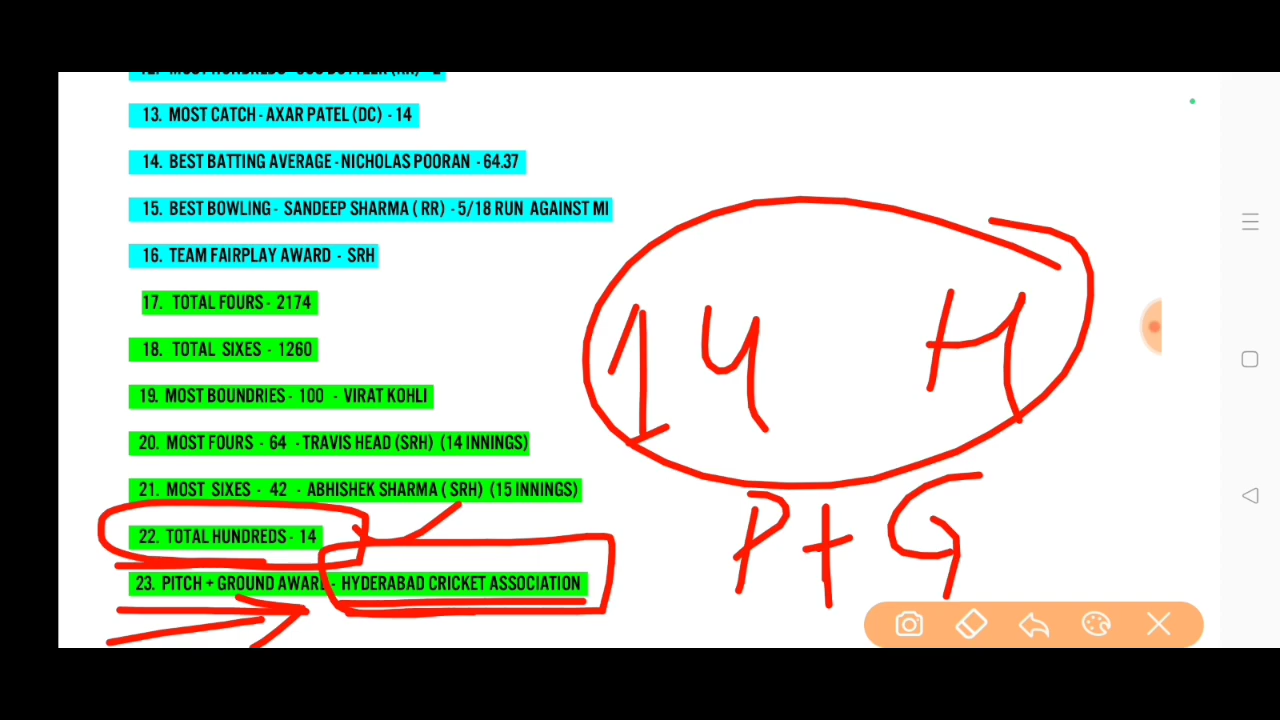 13. MOST CATCH - AXAR PATEL (DC) - 14
14. BEST BATTING AVERAGE - NICHOLAS POORAN - 64.37
15. BEST BOWLING - SANDEEP SHARMA ( RR) - 5/18 RUN AGAINST MI
16. TEAM FAIRPLAY AWARD - SRH
17. TOTAL FOURS - 2174
18. TOTAL SIXES - 1260
19. MOST BOUNDRIES - 100 - VIRAT KOHLI
20. MOST FOURS - 64 - TRAVIS HEAD (SRH) (14 INNINGS)
21. MOST SIXES - 42 - ABHISHEK SHARMA ( SRH) (15 INNINGS)
22. TOTAL HUNDREDS - 14
23. PITCH + GROUND AWARD - HYDERABAD CRICKET ASSOCIATION
14 H
P + G